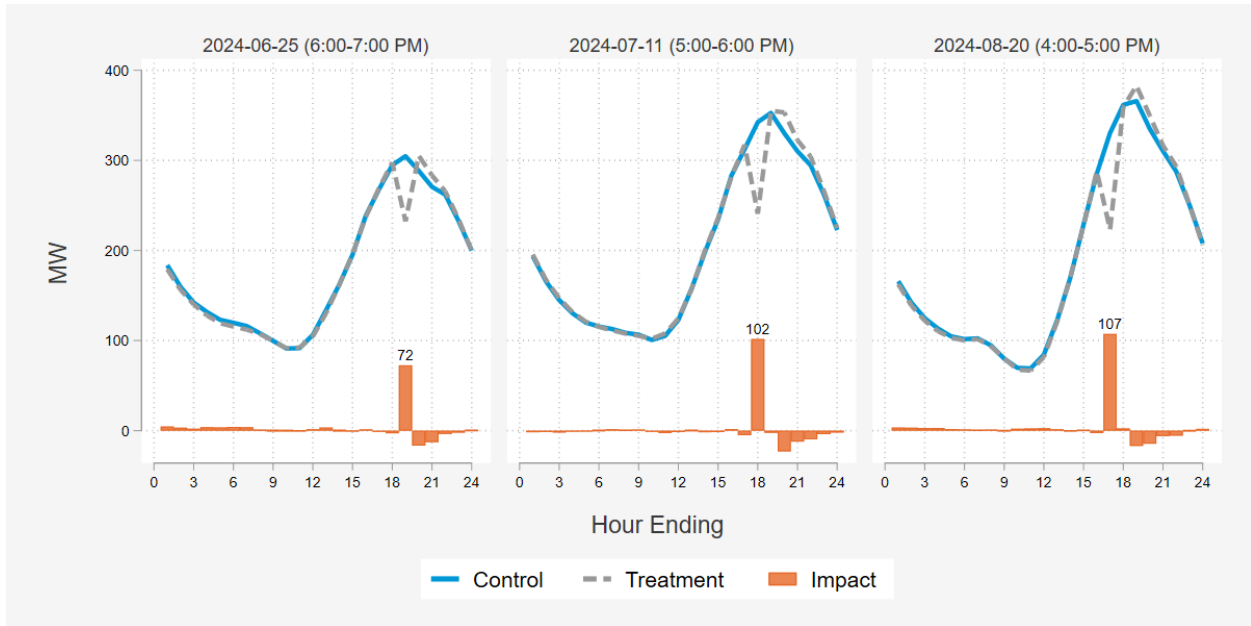 2024-06-25 (6:00-7:00 PM) 2024-07-11 (5:00-6:00 PM) 2024-08-20 (4:00-5:00 PM)
400
300
200
100
0
MW
72
102
107
0 3 6 9 12 15 18 21 24 0 3 6 9 12 15 18 21 24 0 3 6 9 12 15 18 21 24
Hour Ending
Control Treatment Impact